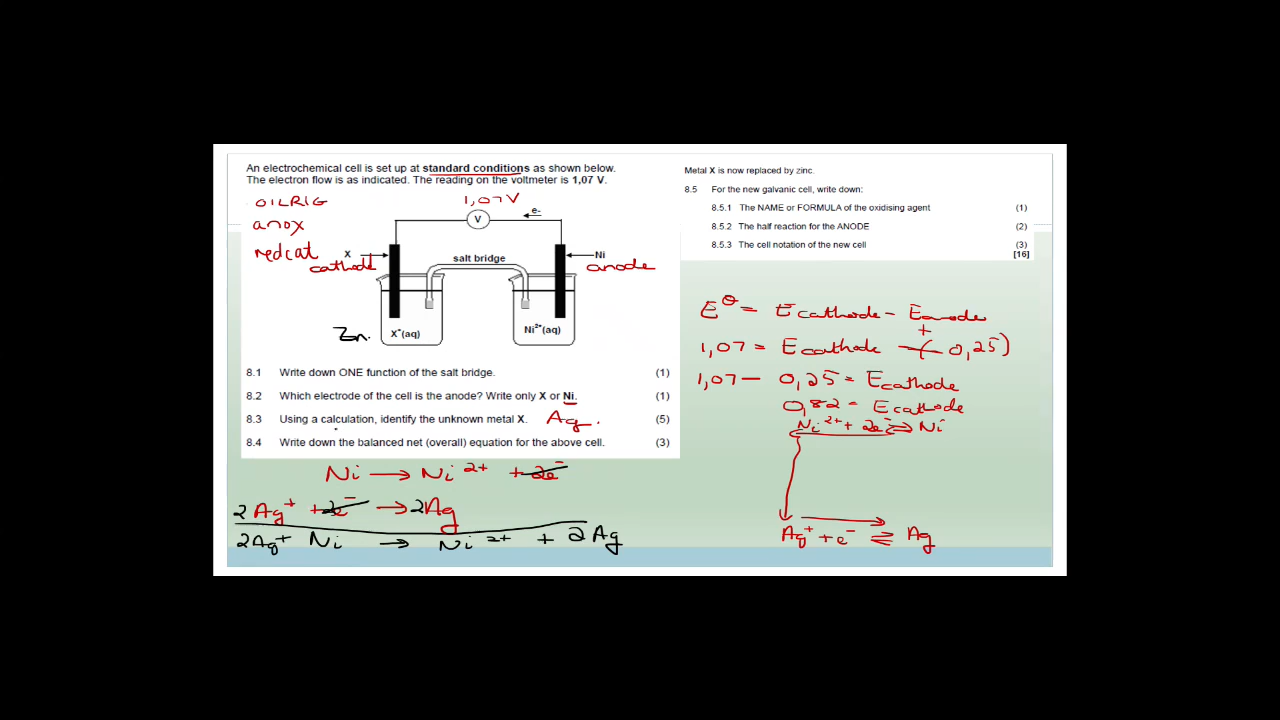 An electrochemical cell is set up at standard conditions as shown below.
The electron flow is as indicated. The reading on the voltmeter is 1,07 V.
OILRIG
anox
redcat
1,07 V
V
e-
X
cathode
salt bridge
Ni
anode
Zn.
X⁺(aq)
Ni²⁺(aq)
8.1 Write down ONE function of the salt bridge. (1)
8.2 Which electrode of the cell is the anode? Write only X or Ni. (1)
8.3 Using a calculation, identify the unknown metal X. Ag. (5)
8.4 Write down the balanced net (overall) equation for the above cell. (3)
Ni → Ni²⁺ + 2e⁻
2Ag⁺ + 2e⁻ → 2Ag
2Ag⁺ Ni → Ni²⁺ + 2Ag
Metal X is now replaced by zinc.
8.5 For the new galvanic cell, write down:
8.5.1 The NAME or FORMULA of the oxidising agent (1)
8.5.2 The half reaction for the ANODE (2)
8.5.3 The cell notation of the new cell (3)
[16]
E^θ = Ecathode - Eanode
+
1,07 = Ecathode -(- 0,25)
1,07 - 0,25 = Ecathode
0,82 = Ecathode
Ni²⁺ + 2e⁻ ⇌ Ni
Ag⁺ + e⁻ ⇌ Ag